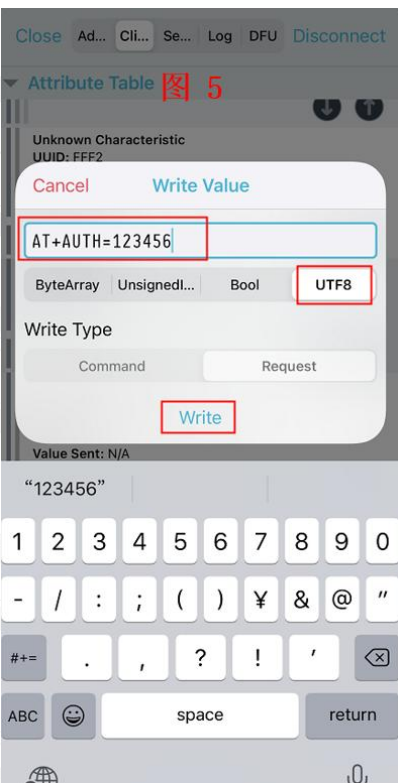 Close Ad... Cli... Se... Log DFU Disconnect
Attribute Table
图 5
Unknown Characteristic
UUID: FFF2
Cancel Write Value
AT+AUTH=123456
ByteArray UnsignedI... Bool UTF8
Write Type
Command Request
Write
Value Sent: N/A
“123456”
1 2 3 4 5 6 7 8 9 0
- / : ; ( ) ¥ & @ "
#+= . , ? ! ’
ABC space return